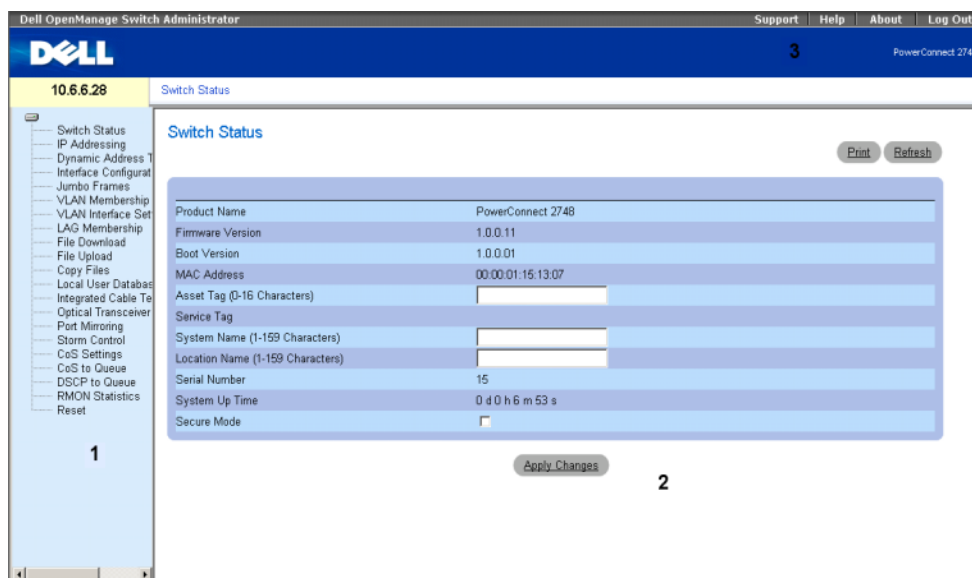 Dell OpenManage Switch Administrator
Support
Help
About
Log Out
DELL
3
PowerConnect 274
10.6.6.28
Switch Status
Switch Status
IP Addressing
Dynamic Address T
Interface Configurat
Jumbo Frames
VLAN Membership
VLAN Interface Set
LAG Membership
File Download
File Upload
Copy Files
Local User Databas
Integrated Cable Te
Optical Transceiver
Port Mirroring
Storm Control
CoS Settings
CoS to Queue
DSCP to Queue
RMON Statistics
Reset
1
Switch Status
Print
Refresh
Product Name PowerConnect 2748
Firmware Version 1.0.0.11
Boot Version 1.0.0.01
MAC Address 00:00:01:15:13:07
Asset Tag (0-16 Characters)
Service Tag
System Name (1-159 Characters)
Location Name (1-159 Characters)
Serial Number 15
System Up Time 0 d 0 h 6 m 53 s
Secure Mode
Apply Changes
2